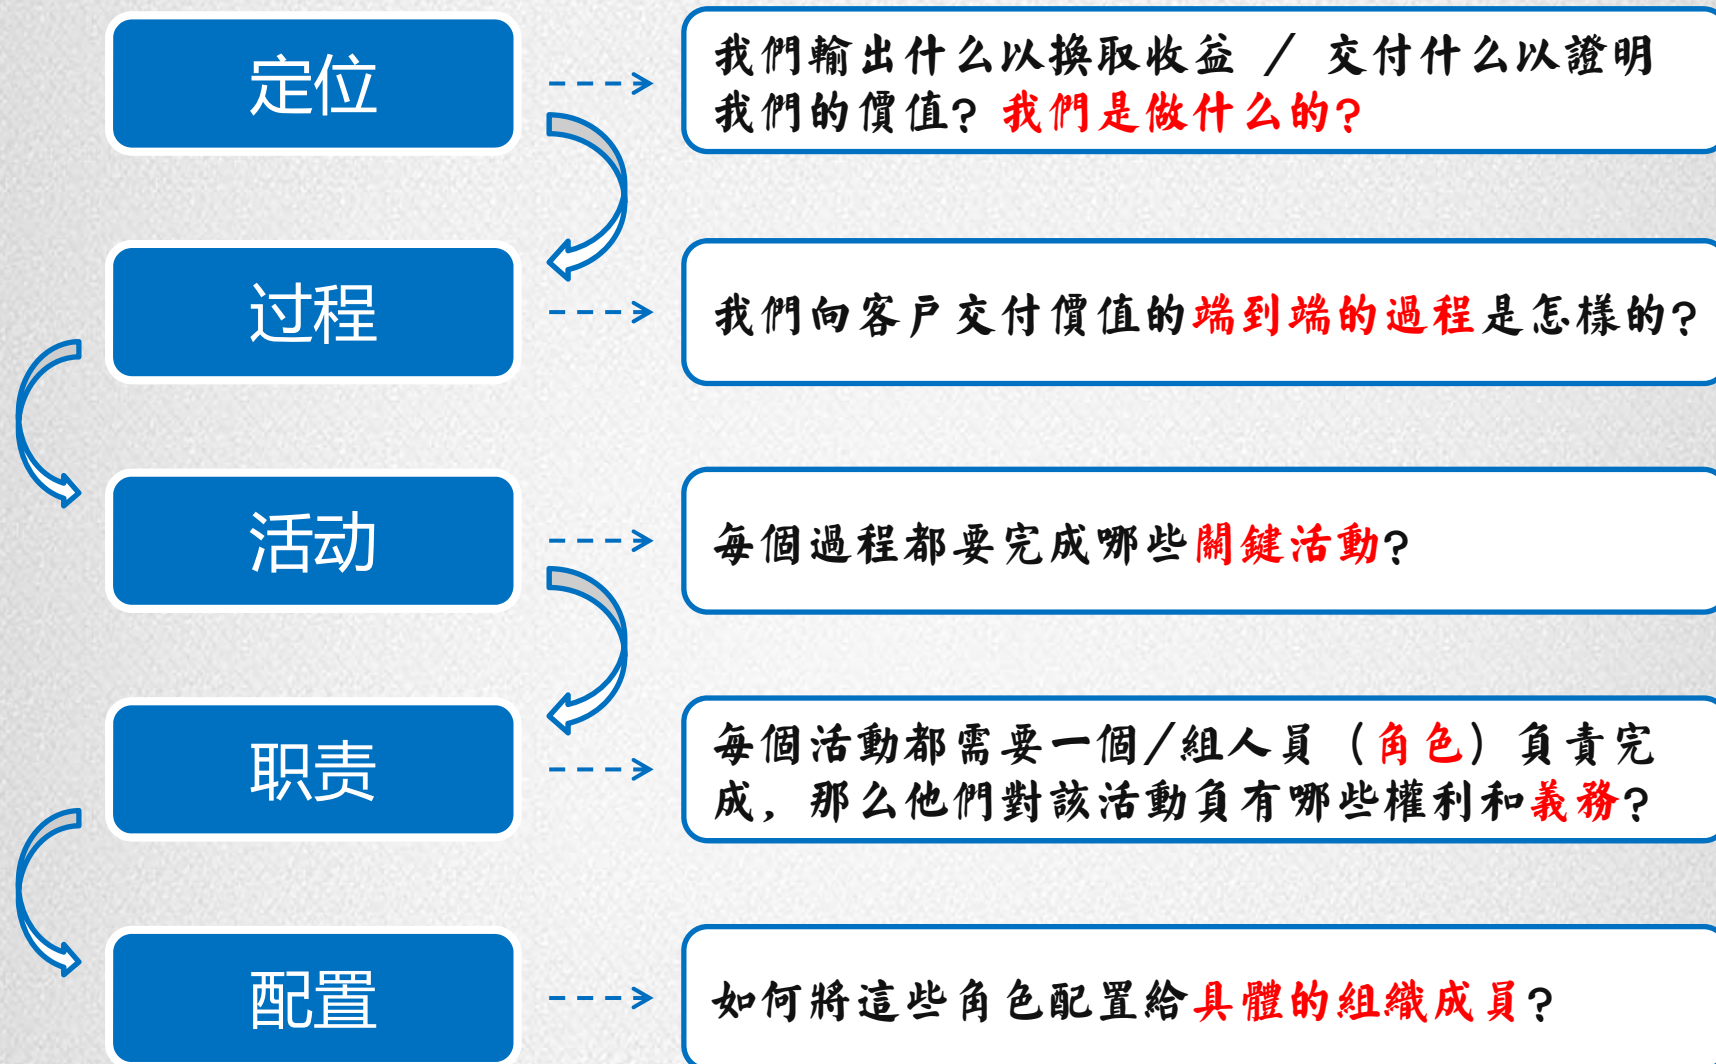 定位
我們輸出什么以換取收益 / 交付什么以證明
我們的價值? 我們是做什么的?
过程
我們向客戶交付價值的端到端的過程是怎樣的?
活动
每個過程都要完成哪些關鍵活動?
职责
每個活動都需要一個/組人員（角色）負責完
成，那么他們對該活動負有哪些權利和義務?
配置
如何將這些角色配置給具體的組織成員?